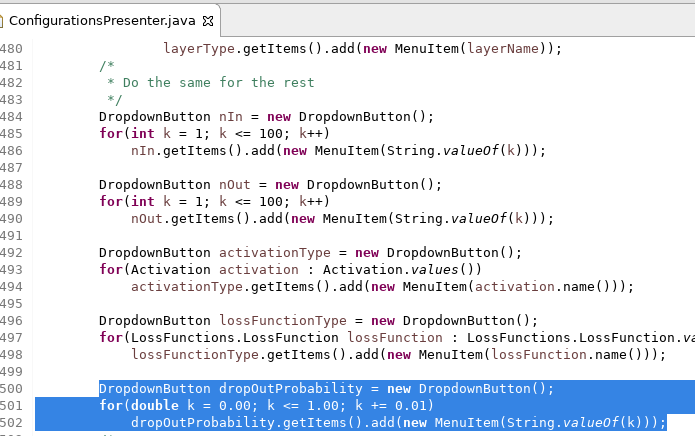 ConfigurationsPresenter.java
480 layerType.getItems().add(new MenuItem(layerName));
481 /*
482 * Do the same for the rest
483 */
484 DropdownButton nIn = new DropdownButton();
485 for(int k = 1; k <= 100; k++)
486 nIn.getItems().add(new MenuItem(String.valueOf(k)));
487
488 DropdownButton nOut = new DropdownButton();
489 for(int k = 1; k <= 100; k++)
490 nOut.getItems().add(new MenuItem(String.valueOf(k)));
491
492 DropdownButton activationType = new DropdownButton();
493 for(Activation activation : Activation.values())
494 activationType.getItems().add(new MenuItem(activation.name()));
495
496 DropdownButton lossFunctionType = new DropdownButton();
497 for(LossFunctions.LossFunction lossFunction : LossFunctions.LossFunction.va
498 lossFunctionType.getItems().add(new MenuItem(lossFunction.name()));
499
500 DropdownButton dropOutProbability = new DropdownButton();
501 for(double k = 0.00; k <= 1.00; k += 0.01)
502 dropOutProbability.getItems().add(new MenuItem(String.valueOf(k)));